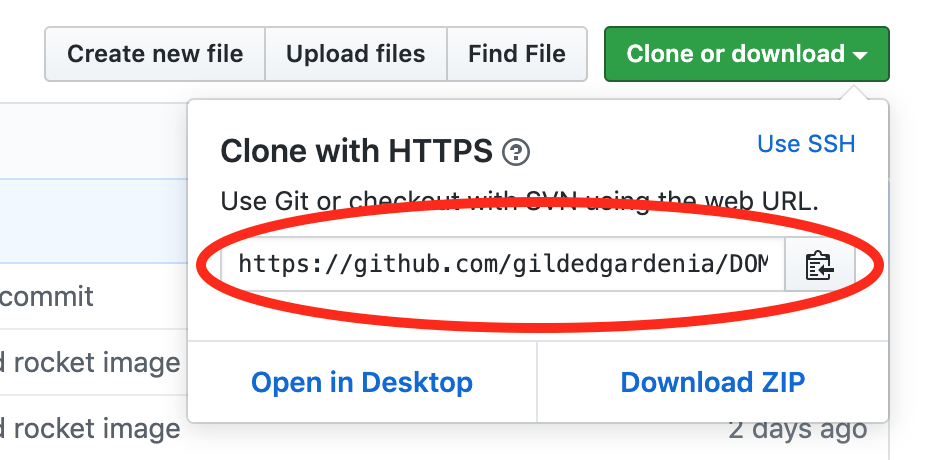 Create new file Upload files Find File Clone or download
Clone with HTTPS ? Use SSH
Use Git or checkout with SVN using the web URL.
https://github.com/gildedgardenia/DOM
commit
d rocket image
Open in Desktop Download ZIP
d rocket image 2 days ago